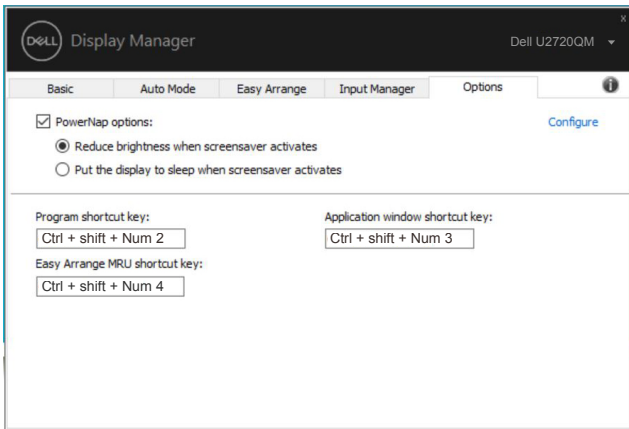 DELL Display Manager
x
Dell U2720QM
Basic Auto Mode Easy Arrange Input Manager Options
PowerNap options: Configure
Reduce brightness when screensaver activates
Put the display to sleep when screensaver activates
Program shortcut key: Application window shortcut key:
Ctrl + shift + Num 2 Ctrl + shift + Num 3
Easy Arrange MRU shortcut key:
Ctrl + shift + Num 4